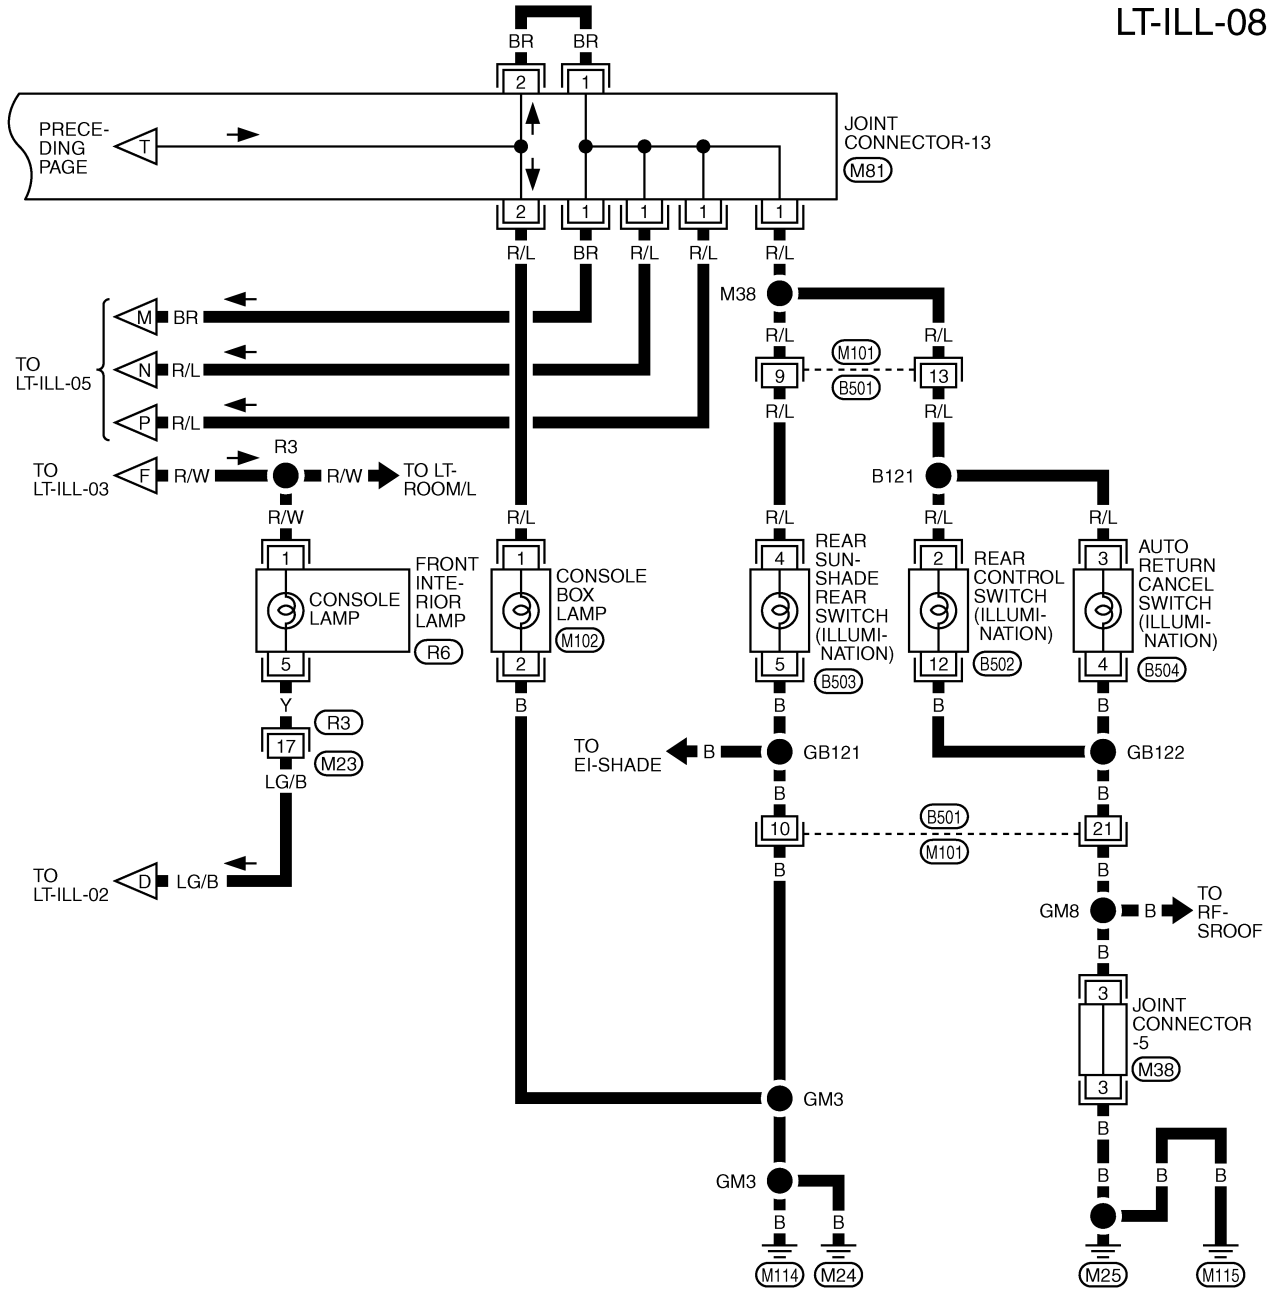 LT-ILL-08
BR
BR
2
1
PRECE-
DING
PAGE
T
JOINT
CONNECTOR-13
M81
2
1
1
1
1
R/L
BR
R/L
R/L
R/L
M38
TO
LT-ILL-05
M
BR
N
R/L
P
R/L
R/L
R/L
M101
9
13
B501
R/L
R/L
TO
LT-ILL-03
F
R/W
R3
R/W
TO LT-
ROOM/L
B121
R/W
R/L
R/L
R/L
R/L
1
CONSOLE
LAMP
FRONT
INTE-
RIOR
LAMP
R6
5
1
CONSOLE
BOX
LAMP
M102
2
4
REAR
SUN-
SHADE
REAR
SWITCH
(ILLUMI-
NATION)
B503
5
2
REAR
CONTROL
SWITCH
(ILLUMI-
NATION)
B502
12
3
AUTO
RETURN
CANCEL
SWITCH
(ILLUMI-
NATION)
B504
4
Y
B
B
B
B
R3
17
M23
LG/B
TO
EI-SHADE
B
GB121
GB122
B
B
10
B501
M101
21
B
B
TO
LT-ILL-02
D
LG/B
GM8
B
TO
RF-
SROOF
B
3
JOINT
CONNECTOR
-5
M38
3
GM3
B
GM3
B
B
B
B
B
M114
M24
M25
M115